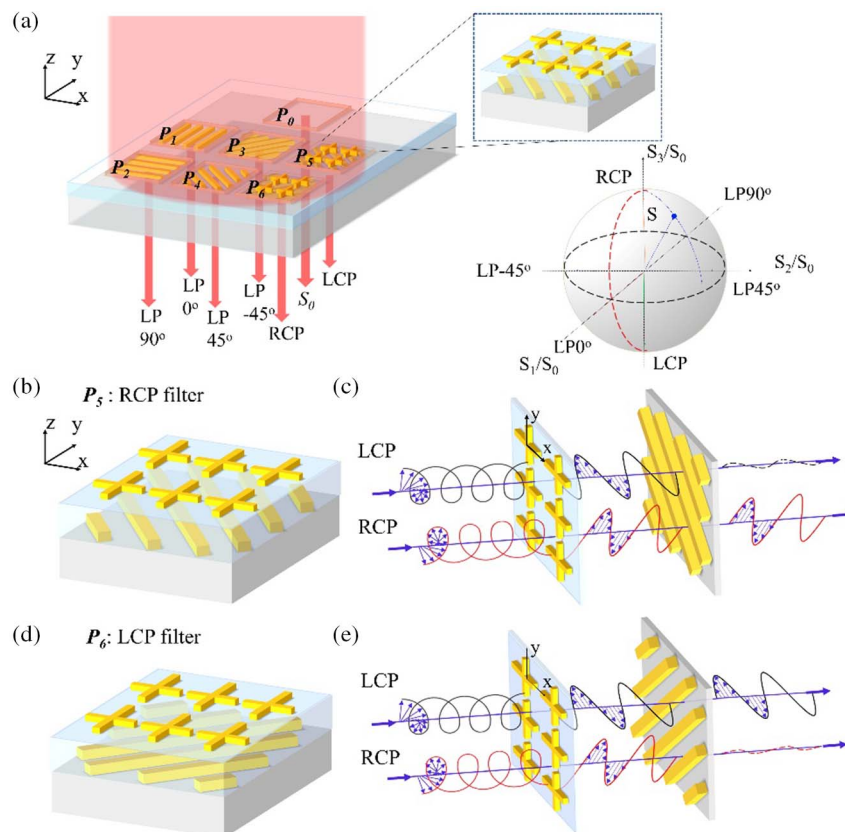 (a)
z
y
x
P0
P1
P3
P5
P2
P4
P6
LP
90°
LP
0°
LP
45°
LP
-45°
RCP
S0
LCP
S3/S0
RCP
LP90°
S
S2/S0
LP-45°
LP45°
LP0°
S1/S0
LCP
(b)
P5 : RCP filter
z
y
x
(c)
y
x
LCP
RCP
(d)
P6: LCP filter
(e)
y
x
LCP
RCP